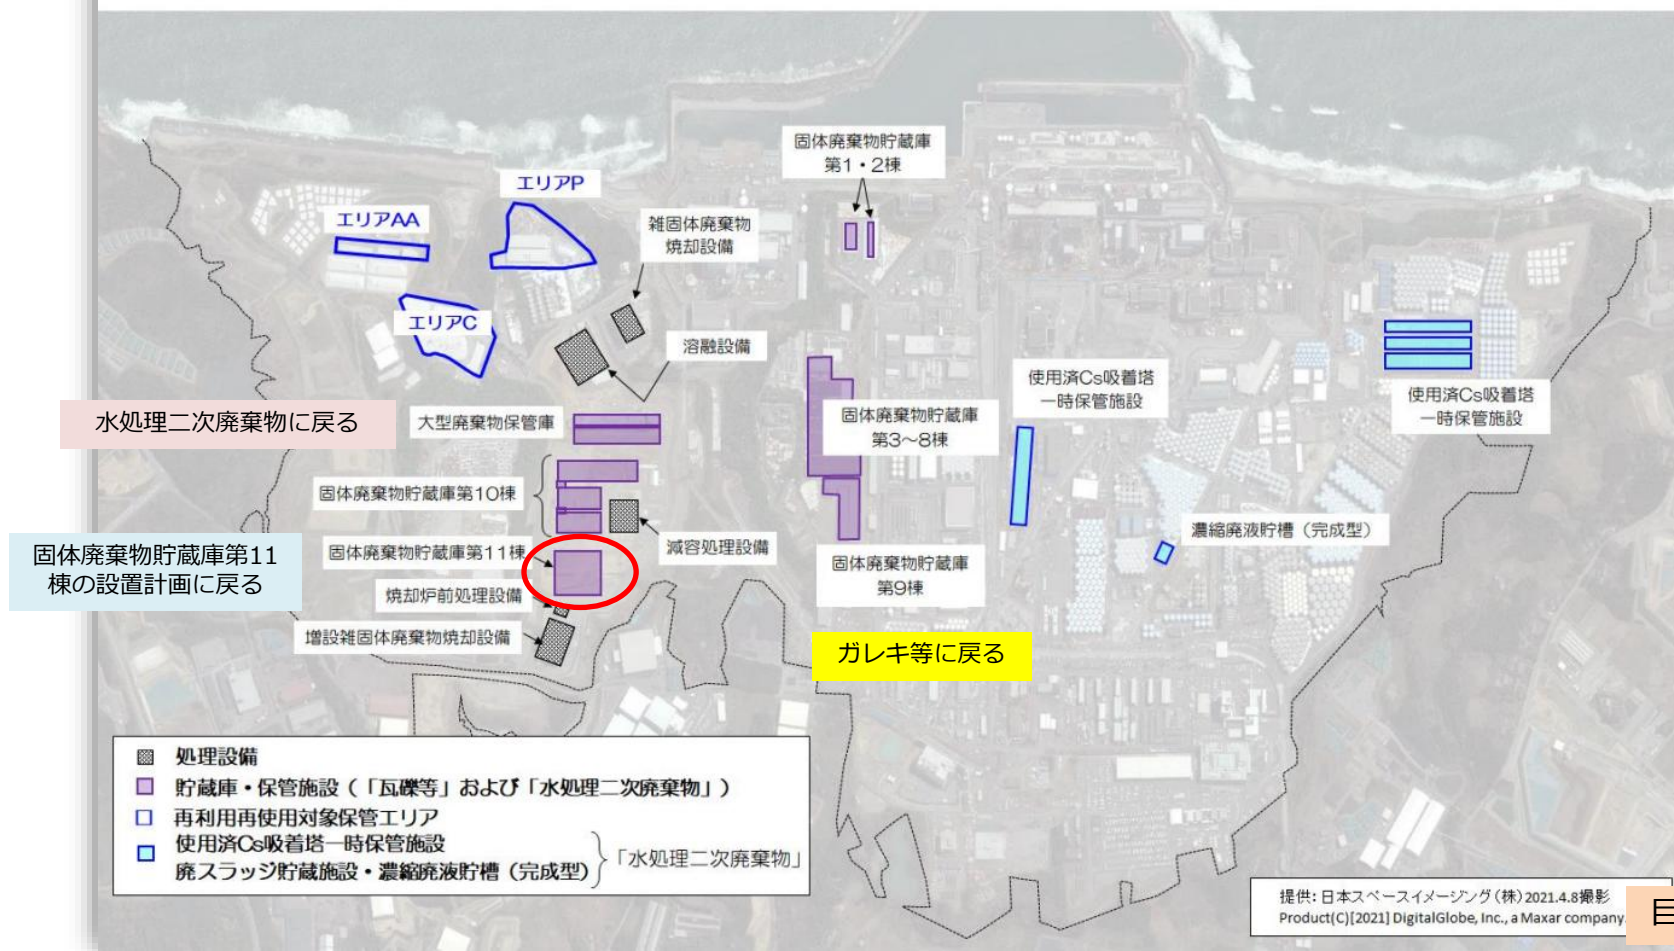 固体廃棄物貯蔵庫
第1・2棟
エリアP
エリアAA
雑固体廃棄物
焼却設備
エリアC
溶融設備
使用済Cs吸着塔
一時保管施設
使用済Cs吸着塔
一時保管施設
水処理二次廃棄物に戻る
大型廃棄物保管庫
固体廃棄物貯蔵庫
第3～8棟
固体廃棄物貯蔵庫第10棟
濃縮廃液貯槽（完成型）
固体廃棄物貯蔵庫第11
棟の設置計画に戻る
固体廃棄物貯蔵庫第11棟
減容処理設備
固体廃棄物貯蔵庫
第9棟
焼却炉前処理設備
増設雑固体廃棄物焼却設備
ガレキ等に戻る
処理設備
貯蔵庫・保管施設（「瓦礫等」および「水処理二次廃棄物」）
再利用再使用対象保管エリア
使用済Cs吸着塔一時保管施設
廃スラッジ貯蔵施設・濃縮廃液貯槽（完成型）
「水処理二次廃棄物」
提供：日本スペースイメージング（株）2021.4.8撮影
Product(C)[2021] DigitalGlobe, Inc., a Maxar company.
目